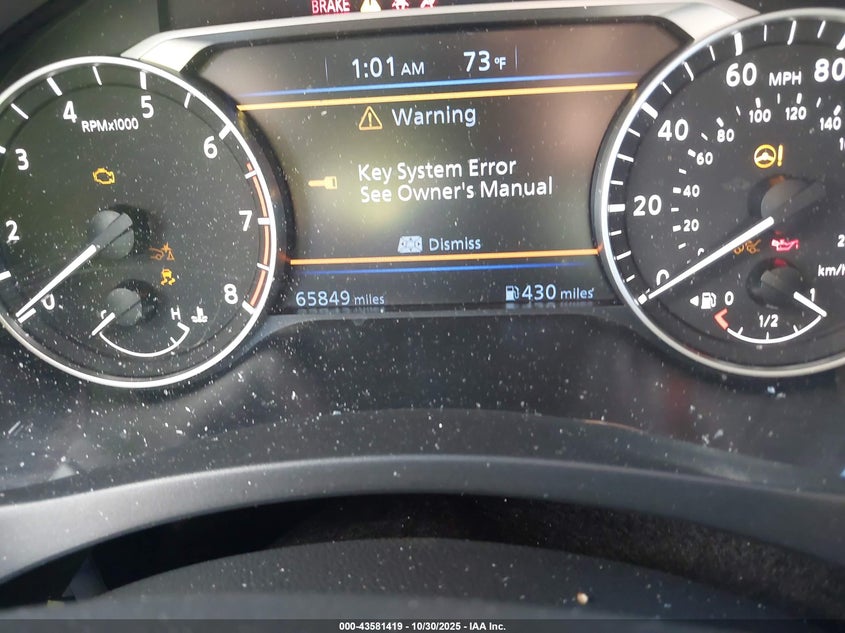 BRAKE
1:01 AM 73°F
Warning
Key System Error
See Owner's Manual
Dismiss
65849 miles
430 miles
0
2
3
4
5
6
7
8
RPMx1000
H
0
20
40
60
80
MPH
0
20
40
60
80
100
120
140
km/h
0
1/2
1
000-43581419 - 10/30/2025 - IAA Inc.